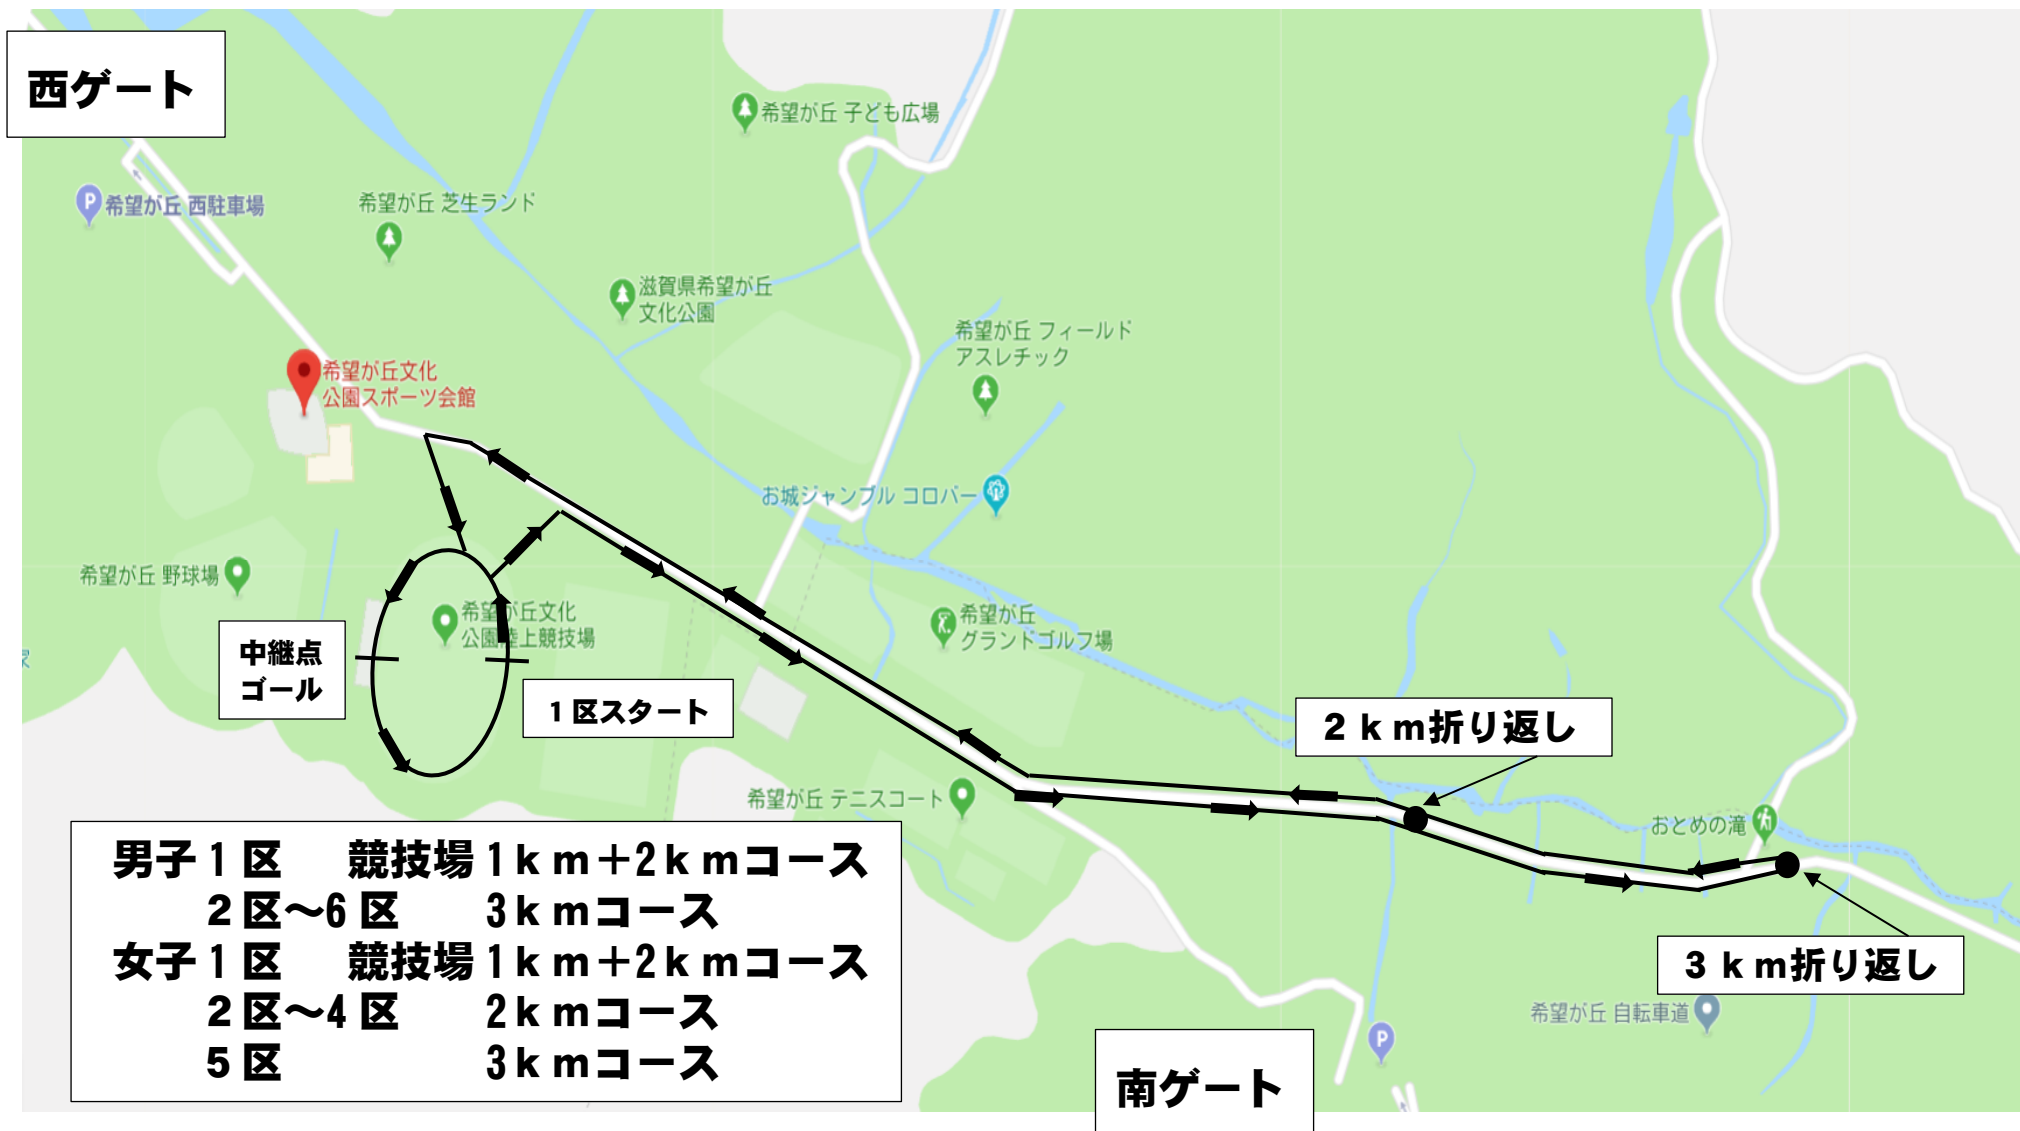 西ゲート
希望が丘 子ども広場
希望が丘 西駐車場
希望が丘 芝生ランド
滋賀県希望が丘
文化公園
希望が丘 フィールド
アスレチック
希望が丘文化
公園スポーツ会館
お城ジャンブル コロバー
希望が丘 野球場
希望が丘文化
公園陸上競技場
希望が丘
グランドゴルフ場
中継点
ゴール
1区スタート
2km折り返し
希望が丘 テニスコート
おとめの滝
男子1区 競技場1km+2kmコース
2区～6区 3kmコース
女子1区 競技場1km+2kmコース
2区～4区 2kmコース
5区 3kmコース
3km折り返し
希望が丘 自転車道
P
P
南ゲート